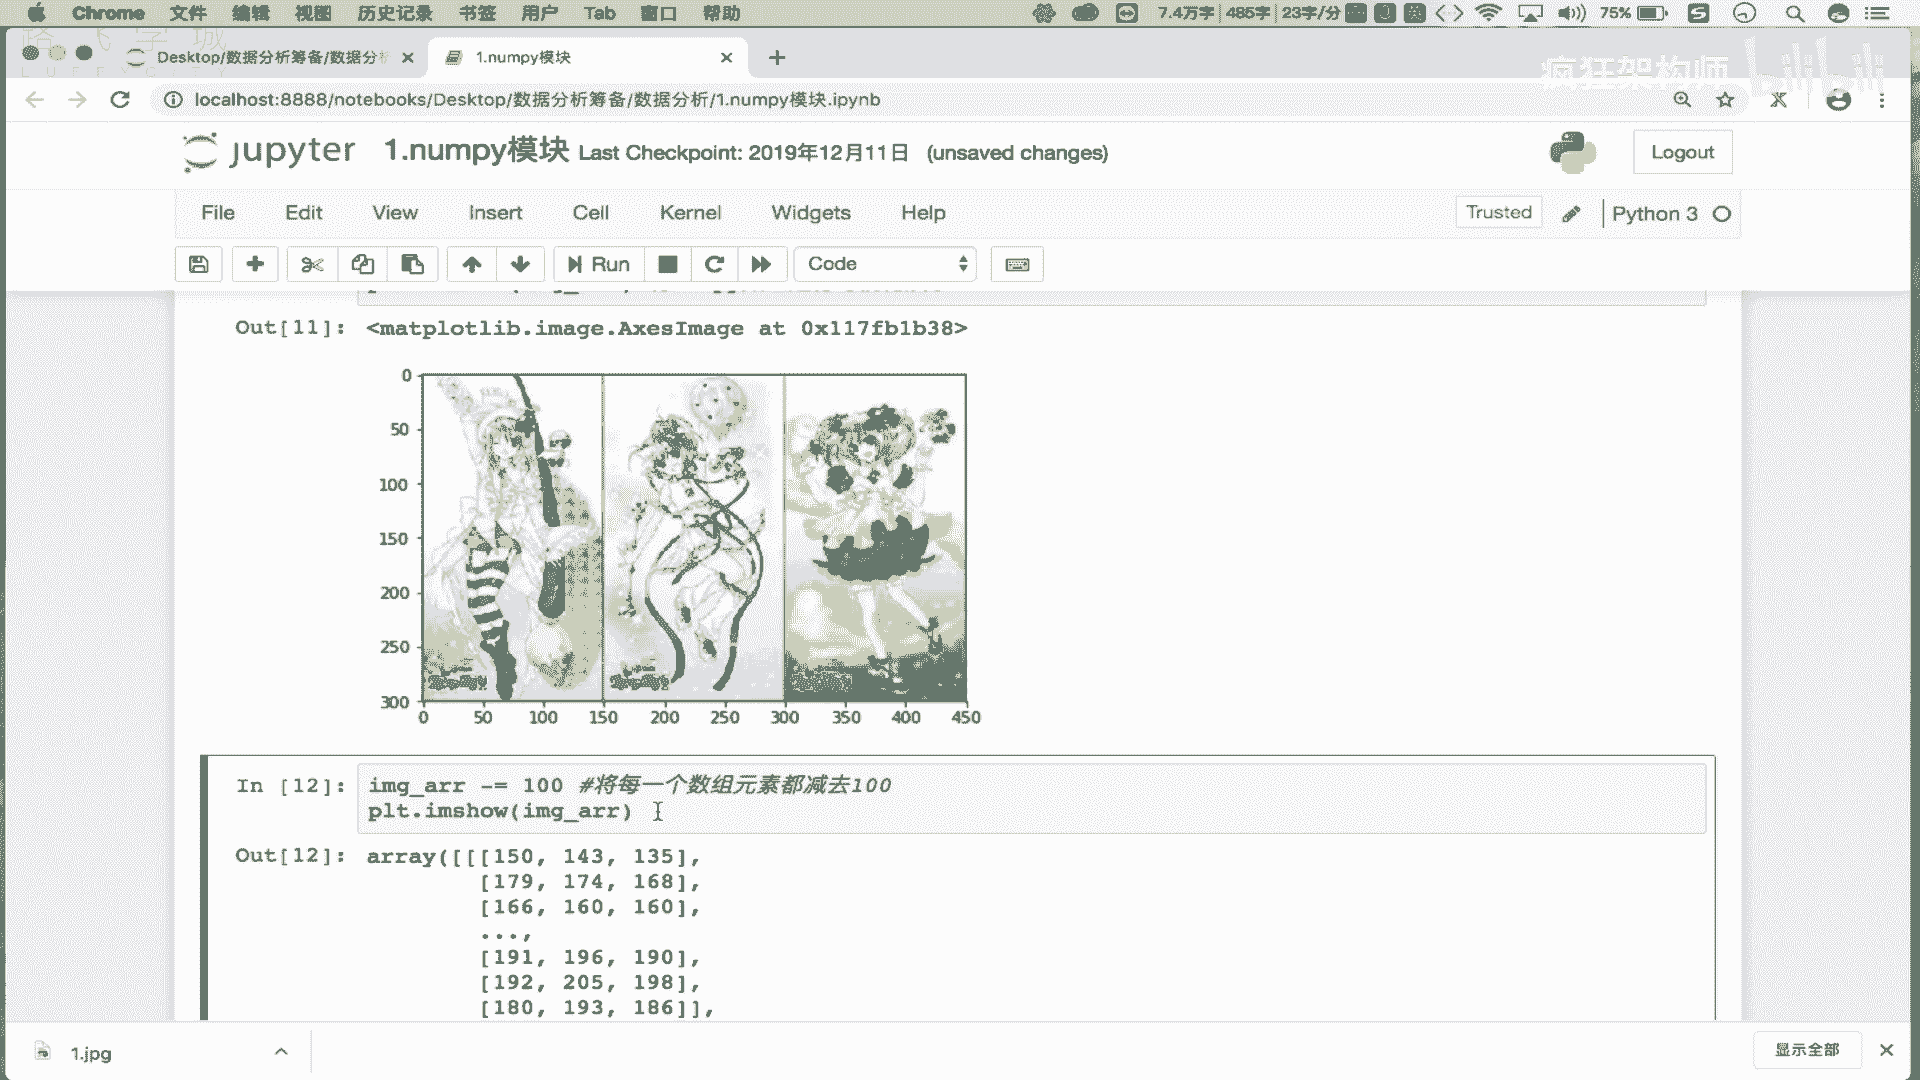 Chrome 文件 编辑 视图 历史记录 书签 用户 Tab 窗口 帮助 7.4万字 485字 23字/分 75%
Desktop/数据分析筹备/数据分析 1.numpy模块
疯狂架构师 bilibili
localhost:8888/notebooks/Desktop/数据分析筹备/数据分析/1.numpy模块.ipynb
jupyter 1.numpy模块 Last Checkpoint: 2019年12月11日 (unsaved changes) Logout
File Edit View Insert Cell Kernel Widgets Help Trusted Python 3
Run Code
Out[11]: <matplotlib.image.AxesImage at 0x117fb1b38>
0
50
100
150
200
250
300
0 50 100 150 200 250 300 350 400 450
In [12]: img_arr -= 100 #将每一个数组元素都减去100
plt.imshow(img_arr)
Out[12]: array([[[150, 143, 135],
[179, 174, 168],
[166, 160, 160],
...,
[191, 196, 190],
[192, 205, 198],
[180, 193, 186]],
1.jpg 显示全部